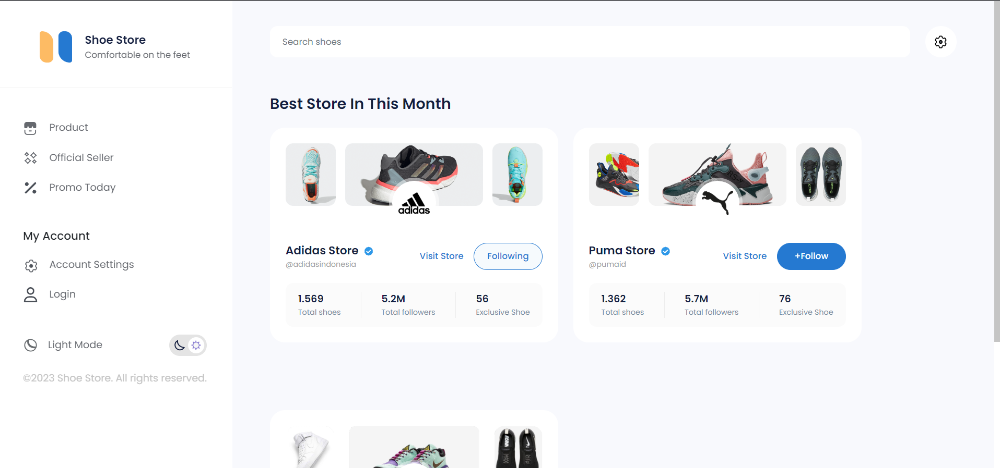 Shoe Store
Comfortable on the feet
Search shoes
Product
Official Seller
Promo Today
My Account
Account Settings
Login
Light Mode
©2023 Shoe Store. All rights reserved.
Best Store In This Month
adidas
Adidas Store
@adidasindonesia
Visit Store
Following
1.569
Total shoes
5.2M
Total followers
56
Exclusive Shoe
Puma Store
@pumaid
Visit Store
+Follow
1.362
Total shoes
5.7M
Total followers
76
Exclusive Shoe